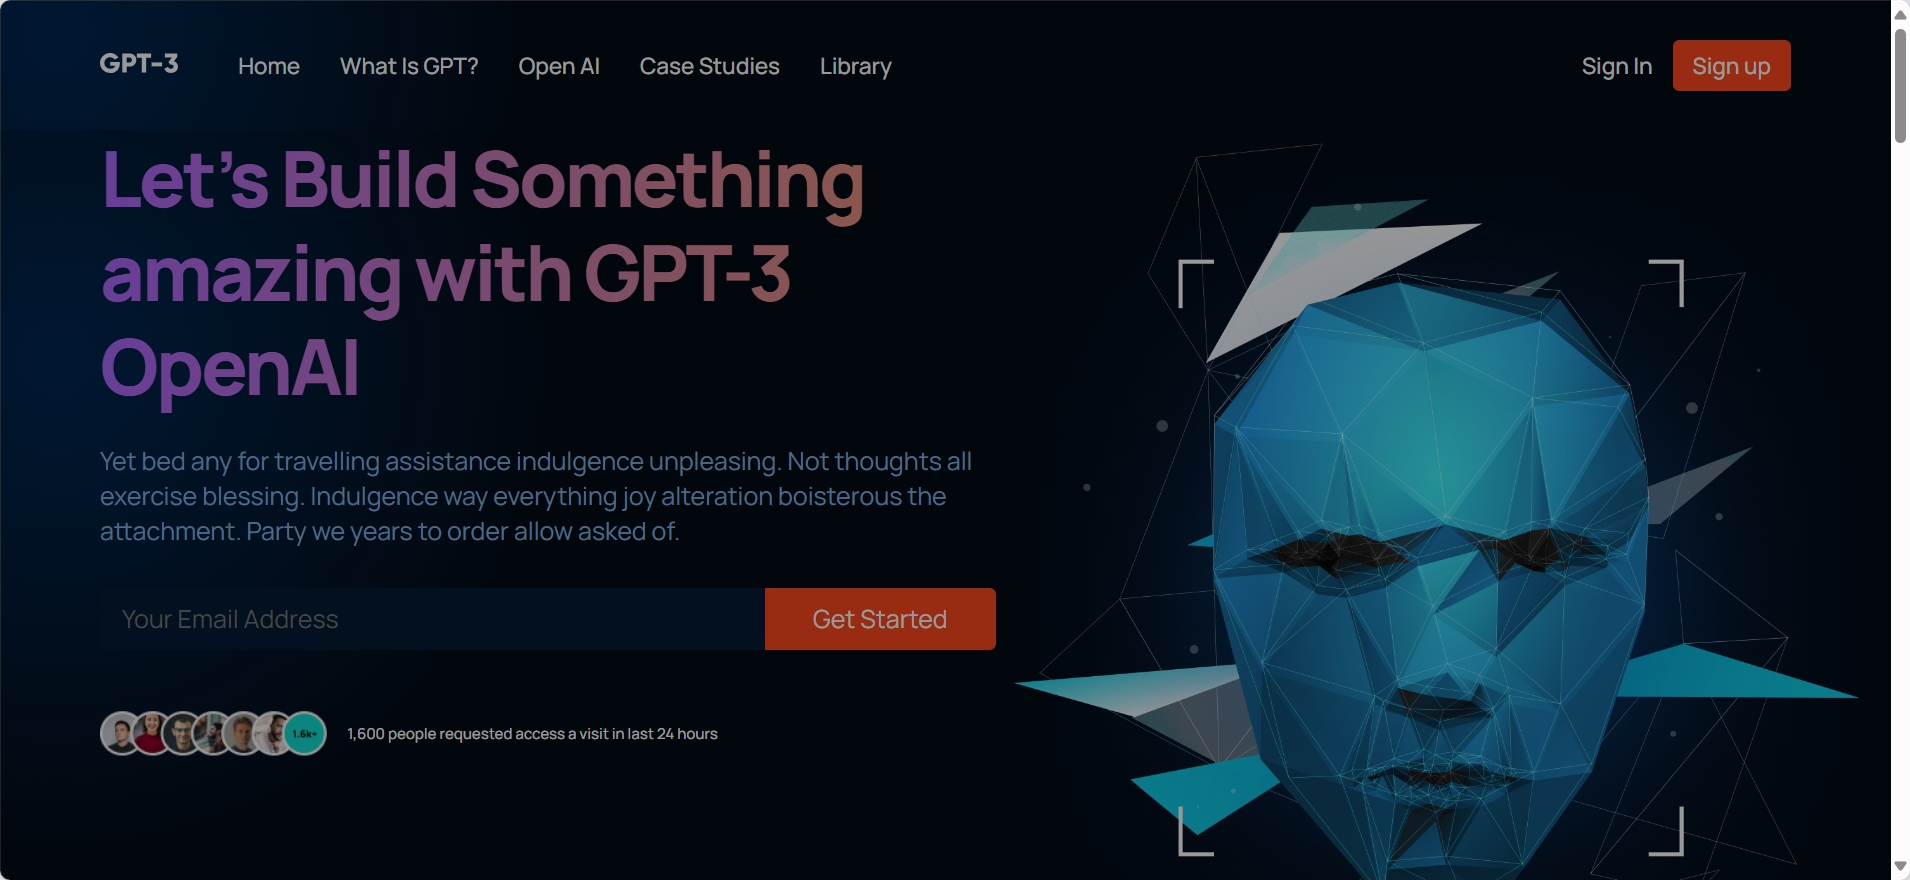 GPT-3
Home
What Is GPT?
Open AI
Case Studies
Library
Sign In
Sign up
Let's Build Something
amazing with GPT-3
OpenAI
Yet bed any for travelling assistance indulgence unpleasing. Not thoughts all
exercise blessing. Indulgence way everything joy alteration boisterous the
attachment. Party we years to order allow asked of.
Your Email Address
Get Started
1.6k+
1,600 people requested access a visit in last 24 hours